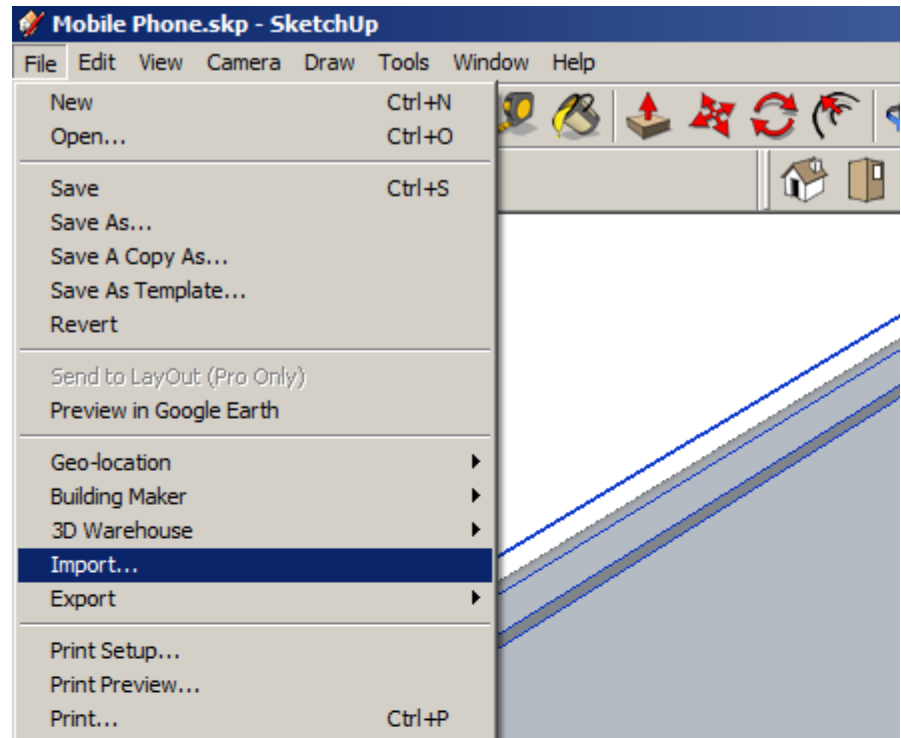 Mobile Phone.skp - SketchUp
File Edit View Camera Draw Tools Window Help
New Ctrl+N
Open... Ctrl+O
Save Ctrl+S
Save As...
Save A Copy As...
Save As Template...
Revert
Send to LayOut (Pro Only)
Preview in Google Earth
Geo-location
Building Maker
3D Warehouse
Import...
Export
Print Setup...
Print Preview...
Print... Ctrl+P